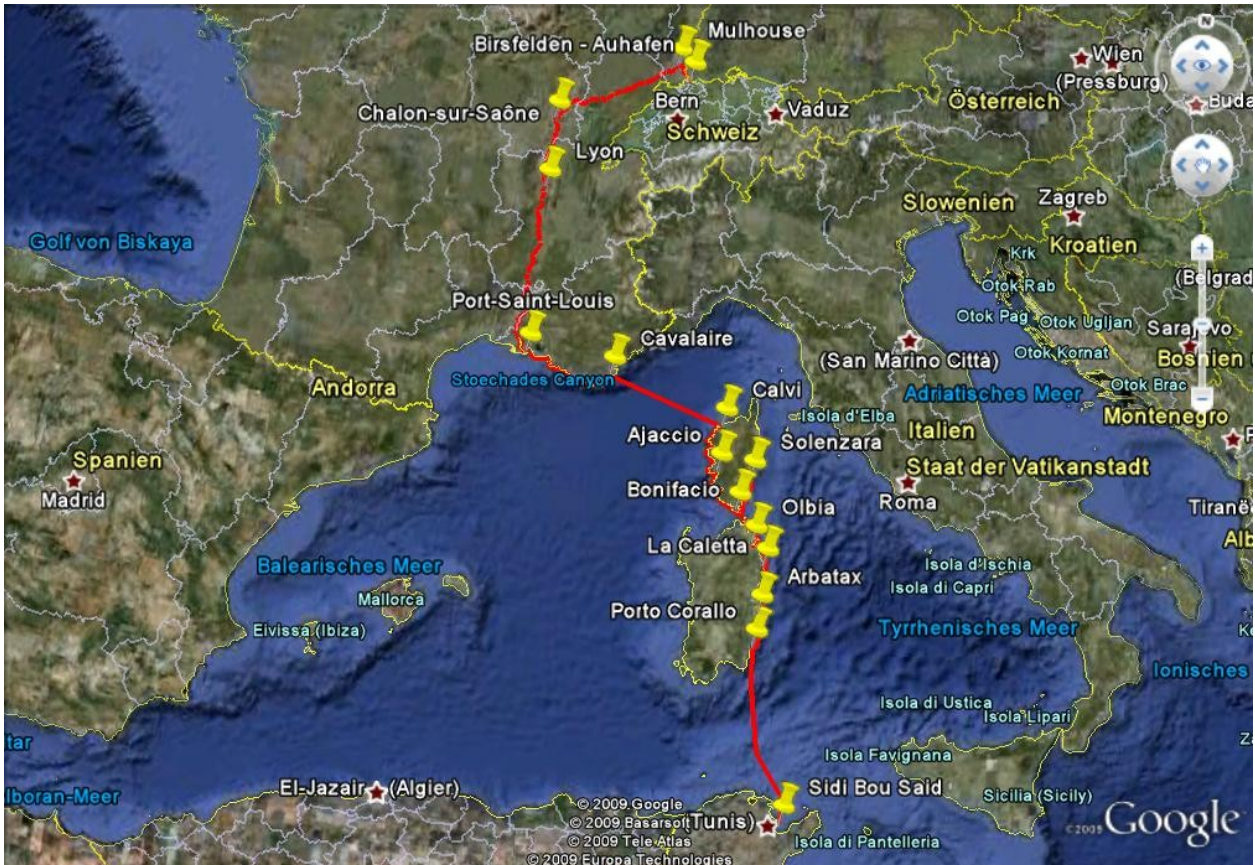 N
Mulhouse
Birsfelden - Auhafen
Wien
(Pressburg)
Chalon-sur-Saône
Bern
Vaduz
Österreich
Buda
Schweiz
Lyon
Slowenien
Zagreb
Kroatien
Golf von Biskaya
Krk
Otok Rab
(Belgrad
Port-Saint-Louis
Otok Pag
Otok Ugljan
Sarajevo
Cavalaire
(San Marino Città)
Otok Kornat
Bosnien
Andorra
Stoechades Canyon
Calvi
Adriatisches Meer
Otok Brac
Isola d'Elba
Montenegro
Ajaccio
Solenzara
Italien
Spanien
Staat der Vatikanstadt
Madrid
Bonifacio
Roma
Olbia
Tiranë
La Caletta
Alb
Balearisches Meer
Isola d'Ischia
Arbatax
Isola di Capri
Mallorca
Porto Corallo
Eivissa (Ibiza)
Tyrrhenisches Meer
Ionisches
Isola di Ustica
Isola Lipari
Isola Favignana
El-Jazair (Algier)
Sidi Bou Said
Sicilia (Sicily)
lboran-Meer
© 2009 Google
© 2009 Basarsoft
(Tunis)
© 2009 Tele Atlas
Isola di Pantelleria
© 2009 Europa Technologies
©2009 Google